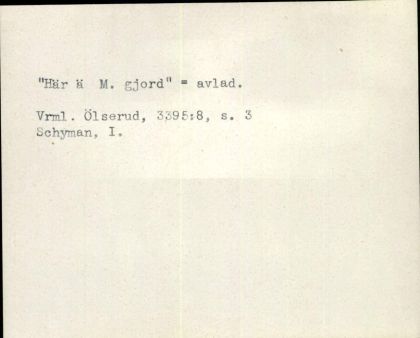 "Här ä M. gjord" = avlad.
Vrml. Ölserud, 3395:8, s. 3
Schyman, I.